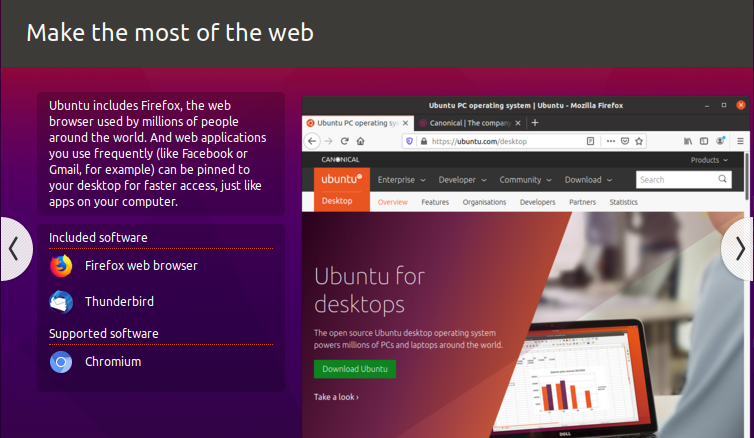 Make the most of the web
Ubuntu includes Firefox, the web
browser used by millions of people
around the world. And web applications
you use frequently (like Facebook or
Gmail, for example) can be pinned to
your desktop for faster access, just like
apps on your computer.
Included software
Firefox web browser
Thunderbird
Supported software
Chromium
Ubuntu PC operating system | Ubuntu - Mozilla Firefox
Ubuntu PC operating sy
Canonical | The company
https://ubuntu.com/desktop
CANONICAL
Products
ubuntu
Enterprise
Developer
Community
Download
Search
Desktop
Overview
Features
Organisations
Developers
Partners
Statistics
Ubuntu for
desktops
The open source Ubuntu desktop operating system
powers millions of PCs and laptops around the world.
Download Ubuntu
Take a look ›
DELL